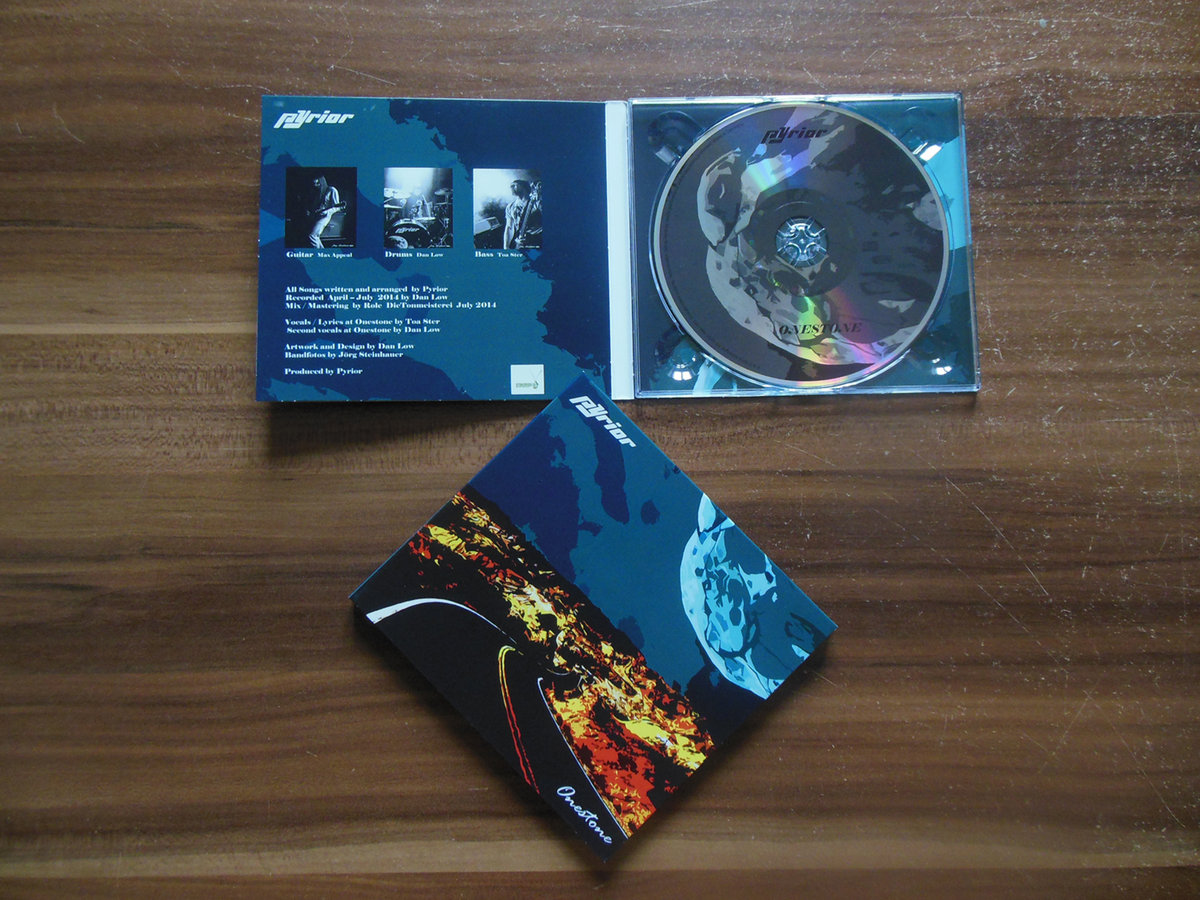 Pyrior
Guitar Max Appeal
Drums Dan Low
Bass Toa Ster
All Songs written and arranged by Pyrior
Recorded April – July 2014 by Dan Low
Mix / Mastering by Role DieTonmeisterei July 2014
Vocals / Lyrics at Onestone by Toa Ster
Second vocals at Onestone by Dan Low
Artwork and Design by Dan Low
Bandfotos by Jörg Steinhauer
Produced by Pyrior
Pyrior
ONESTONE
Pyrior
Onestone